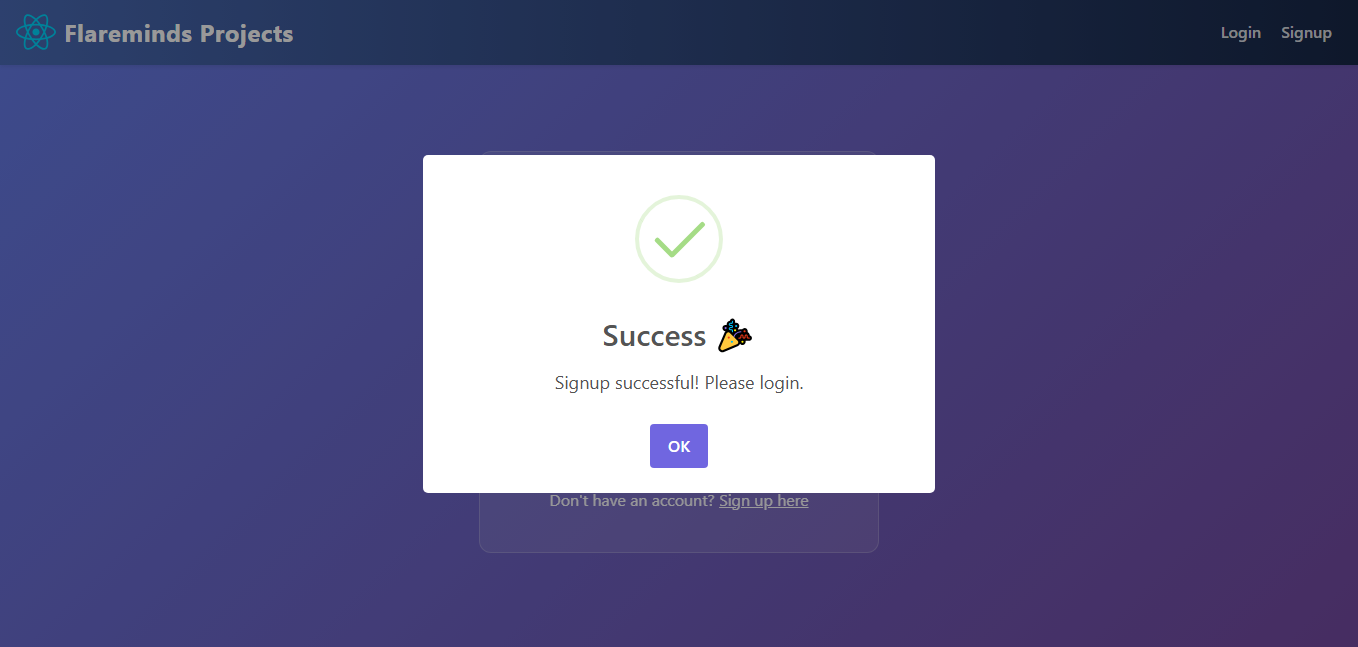 Flareminds Projects
Login Signup
Success 🎉
Signup successful! Please login.
OK
Don't have an account? Sign up here